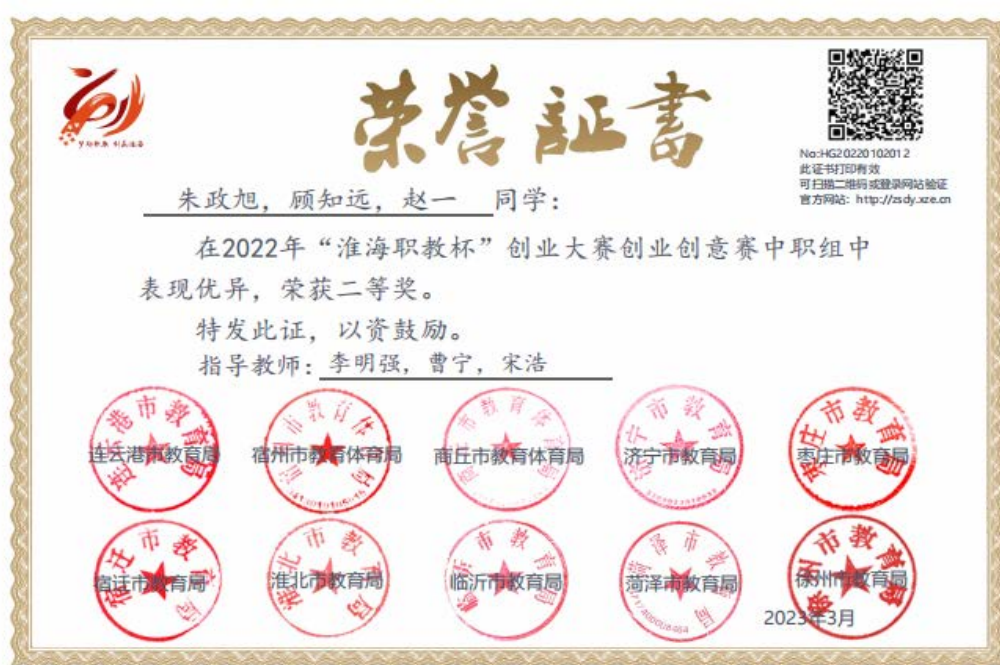 荣誉証書
No:HG20220102012
此证书打印有效
可扫描二维码或登录网站验证
官方网站: http://zsdy.xze.cn
朱政旭，顾知远，赵一 同学：
在2022年“淮海职教杯”创业大赛创业创意赛中职组中
表现优异，荣获二等奖。
特发此证，以资鼓励。
指导教师：李明强，曹宁，宋浩
连云港市教育局 宿州市教育体育局 商丘市教育体育局 济宁市教育局 枣庄市教育局
宿迁市教育局 淮北市教育局 临沂市教育局 菏泽市教育局 徐州市教育局
2023年3月